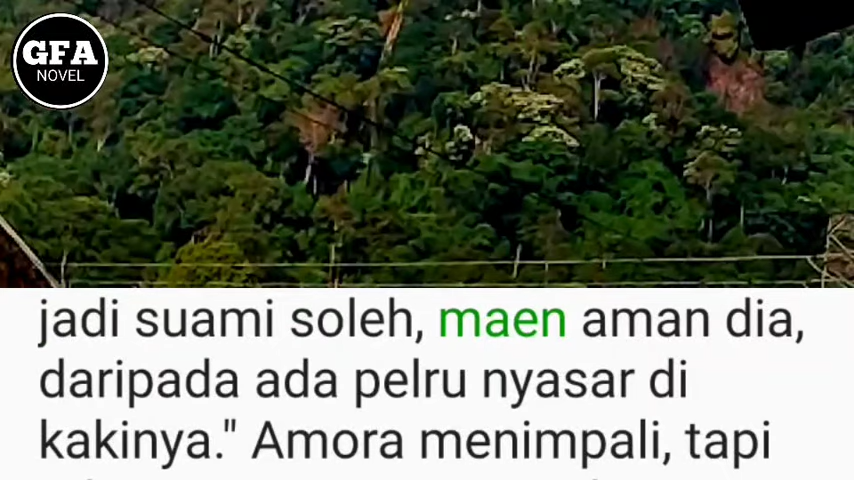 GFA
NOVEL
jadi suami soleh, maen aman dia,
daripada ada pelru nyasar di
kakinya." Amora menimpali, tapi